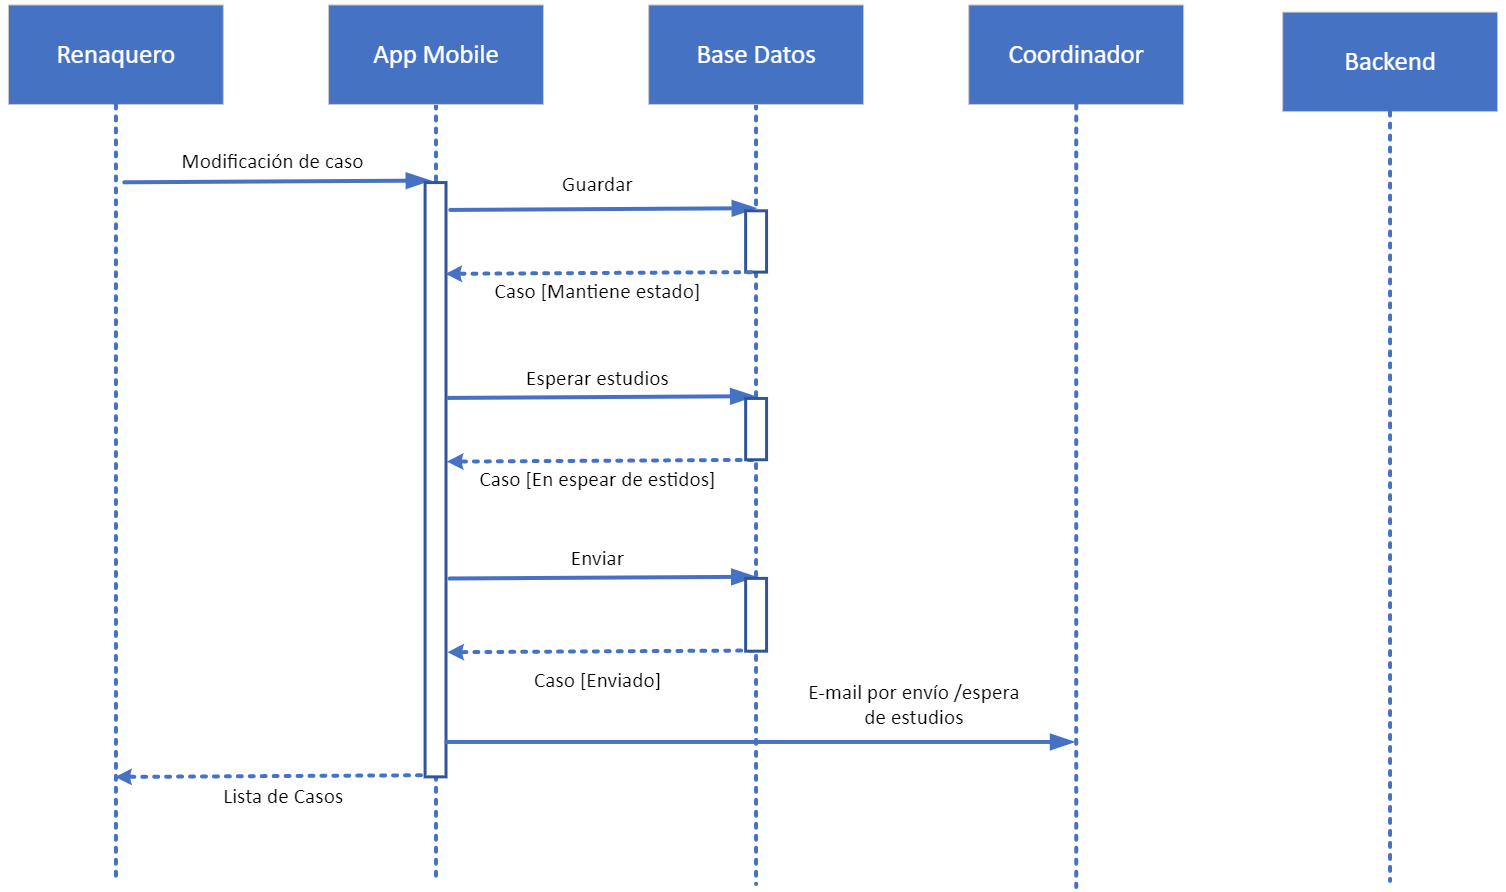 Renaquero
App Mobile
Base Datos
Coordinador
Backend
Modificación de caso
Guardar
Caso [Mantiene estado]
Esperar estudios
Caso [En espear de estidos]
Enviar
Caso [Enviado]
E-mail por envío /espera
de estudios
Lista de Casos